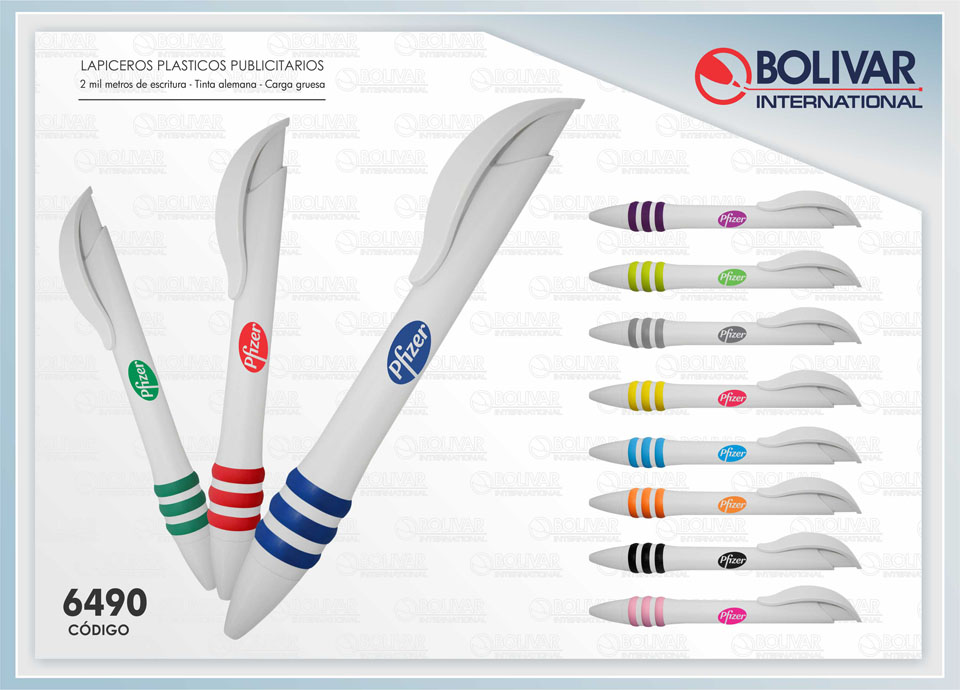 LAPICEROS PLASTICOS PUBLICITARIOS
2 mil metros de escritura - Tinta alemana - Carga gruesa
BOLIVAR
INTERNATIONAL
Pfizer
Pfizer
Pfizer
Pfizer
Pfizer
Pfizer
Pfizer
Pfizer
Pfizer
Pfizer
Pfizer
6490
CÓDIGO